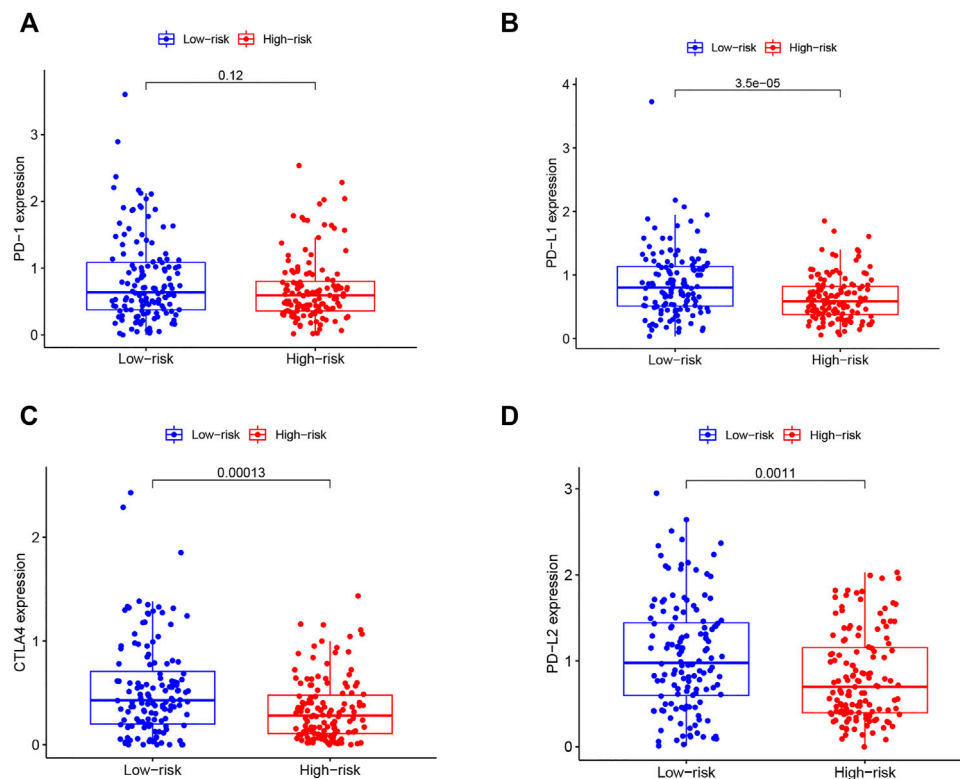 A
Low-risk High-risk
0.12
PD-1 expression
3
2
1
0
Low-risk High-risk
B
Low-risk High-risk
3.5e-05
PD-L1 expression
4
3
2
1
0
Low-risk High-risk
C
Low-risk High-risk
0.00013
CTLA4 expression
2
1
0
Low-risk High-risk
D
Low-risk High-risk
0.0011
PD-L2 expression
3
2
1
0
Low-risk High-risk